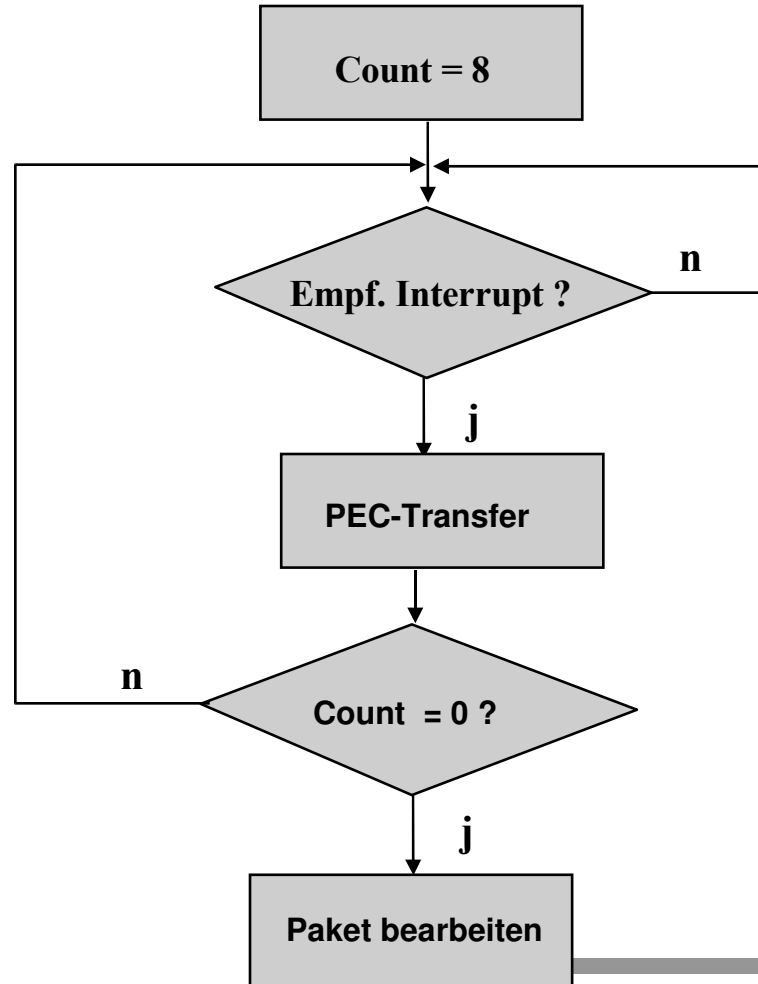 Count = 8
Empf. Interrupt ?
n
j
PEC-Transfer
n
Count = 0 ?
j
Paket bearbeiten